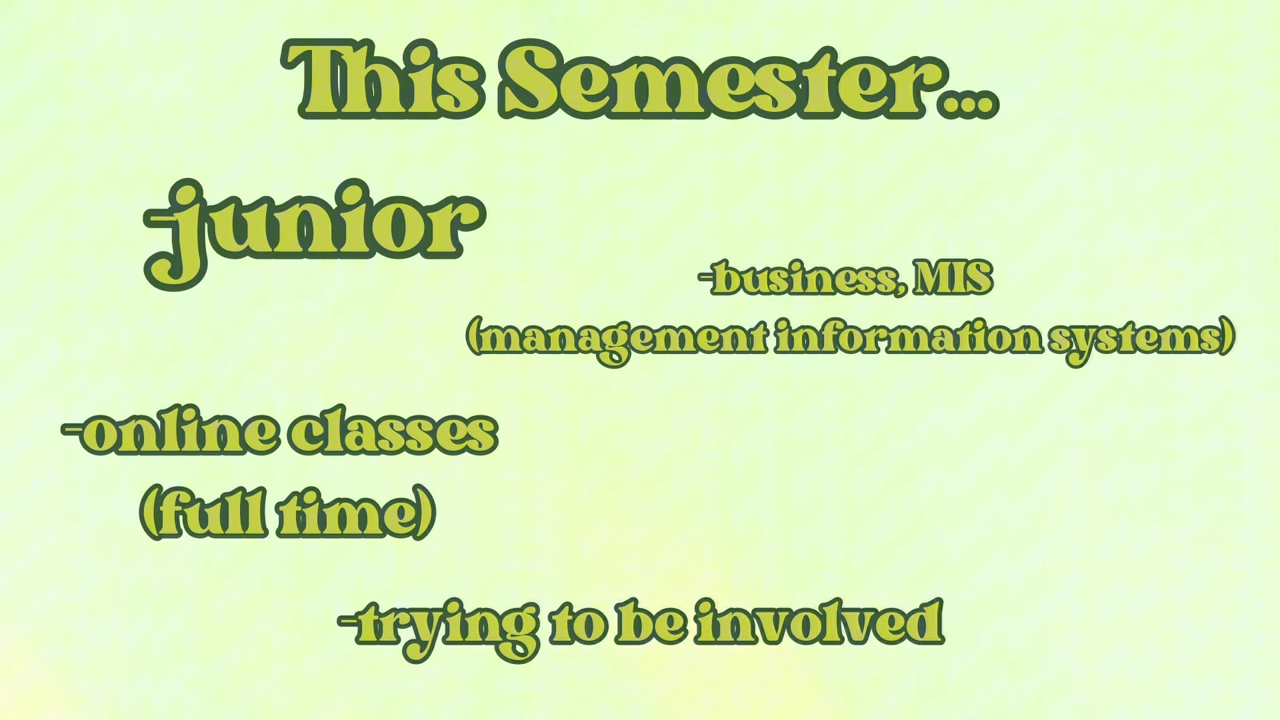 This Semester...
-junior
-business, MIS
(management information systems)
-online classes
(full time)
-trying to be involved